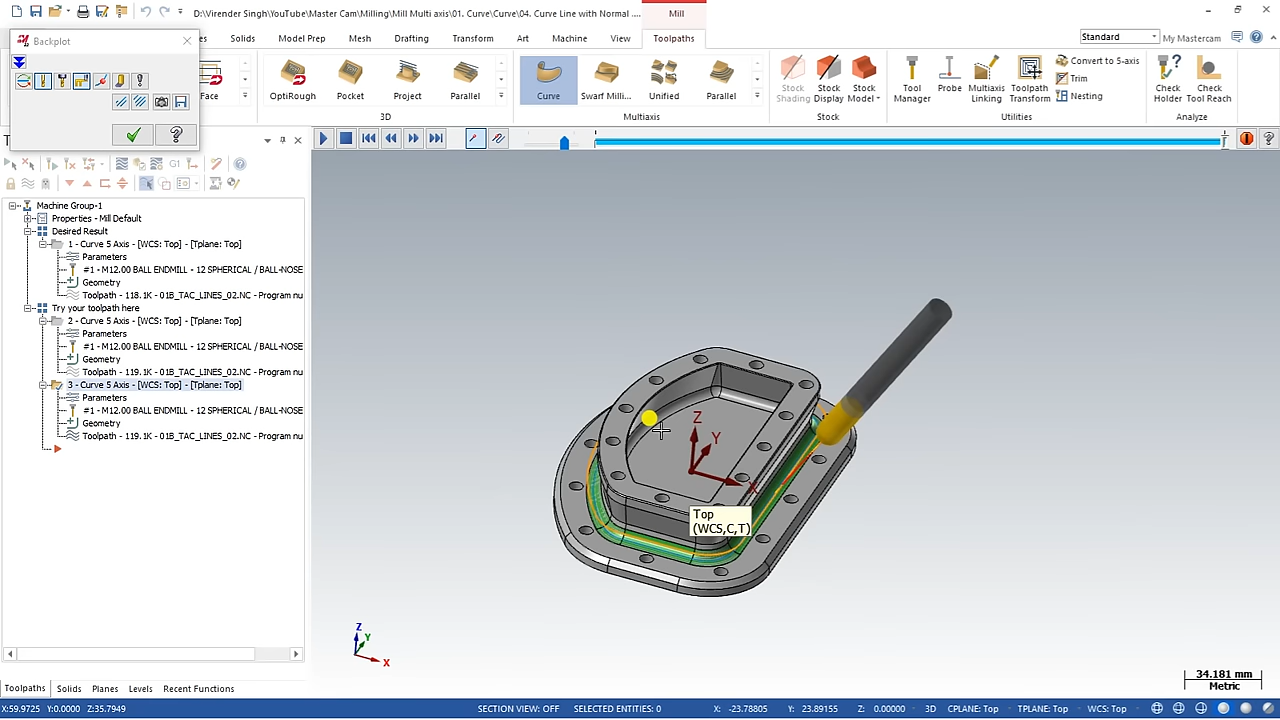 D:\Virender Singh\YouTube\Master Cam\Milling\Mill Multi axis\01. Curve\Curve\04. Curve Line with Normal ....
Mill
Backplot
Solids
Model Prep
Mesh
Drafting
Transform
Art
Machine
View
Toolpaths
Standard
My Mastercam
Face
OptiRough
Pocket
Project
Parallel
3D
Curve
Swarf Milli...
Unified
Parallel
Multiaxis
Stock Shading
Stock Display
Stock Model
Stock
Tool Manager
Probe
Multiaxis Linking
Toolpath Transform
Convert to 5-axis
Trim
Nesting
Utilities
Check Holder
Check Tool Reach
Analyze
G1
Machine Group-1
Properties - Mill Default
Desired Result
1 - Curve 5 Axis - [WCS: Top] - [Tplane: Top]
Parameters
#1 - M12.00 BALL ENDMILL - 12 SPHERICAL / BALL-NOSE
Geometry
Toolpath - 118.1K - 01B_TAC_LINES_02.NC - Program nu
Try your toolpath here
2 - Curve 5 Axis - [WCS: Top] - [Tplane: Top]
Parameters
#1 - M12.00 BALL ENDMILL - 12 SPHERICAL / BALL-NOSE
Geometry
Toolpath - 119.1K - 01B_TAC_LINES_02.NC - Program nu
3 - Curve 5 Axis - [WCS: Top] - [Tplane: Top]
Parameters
#1 - M12.00 BALL ENDMILL - 12 SPHERICAL / BALL-NOSE
Geometry
Toolpath - 119.1K - 01B_TAC_LINES_02.NC - Program nu
Z
Y
X
Top
(WCS,C,T)
Z
Y
X
34.181 mm
Metric
Toolpaths
Solids
Planes
Levels
Recent Functions
X:59.9725 Y:0.0000 Z:35.7949
SECTION VIEW: OFF
SELECTED ENTITIES: 0
X: -23.78805
Y: 23.89155
Z: 0.00000
3D
CPLANE: Top
TPLANE: Top
WCS: Top